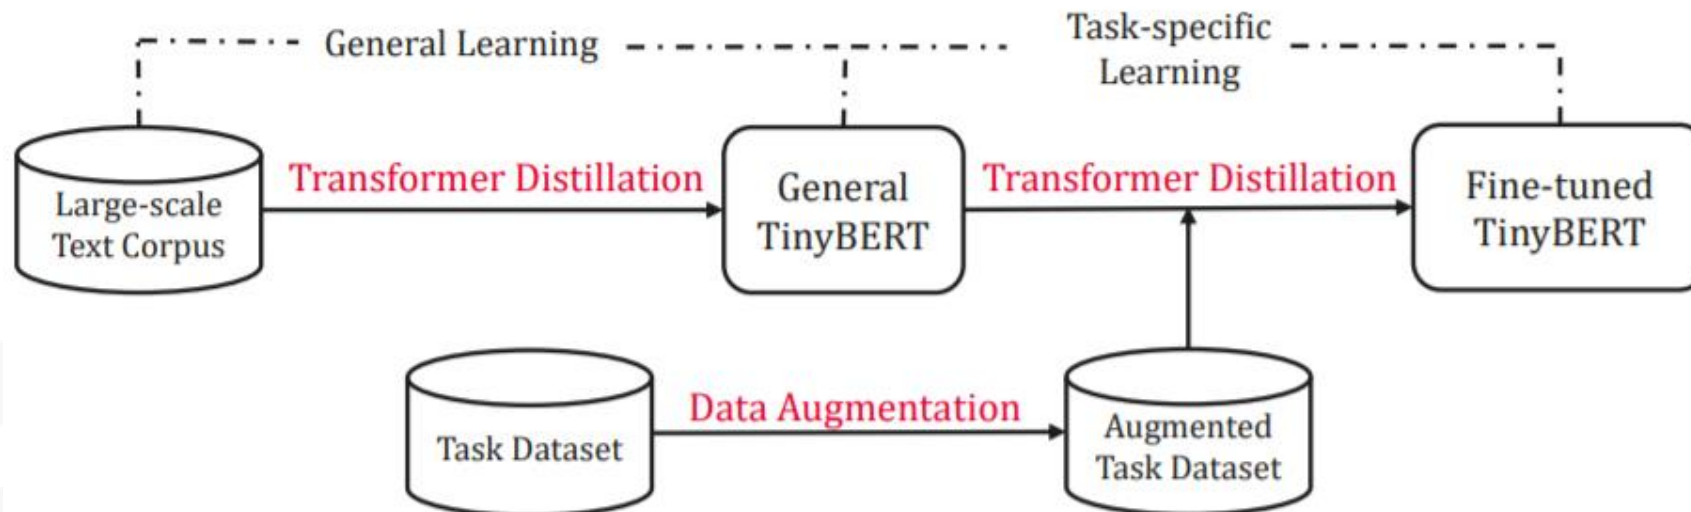 General Learning
Task-specific
Learning
Large-scale
Text Corpus
Transformer Distillation
General
TinyBERT
Transformer Distillation
Fine-tuned
TinyBERT
Task Dataset
Data Augmentation
Augmented
Task Dataset